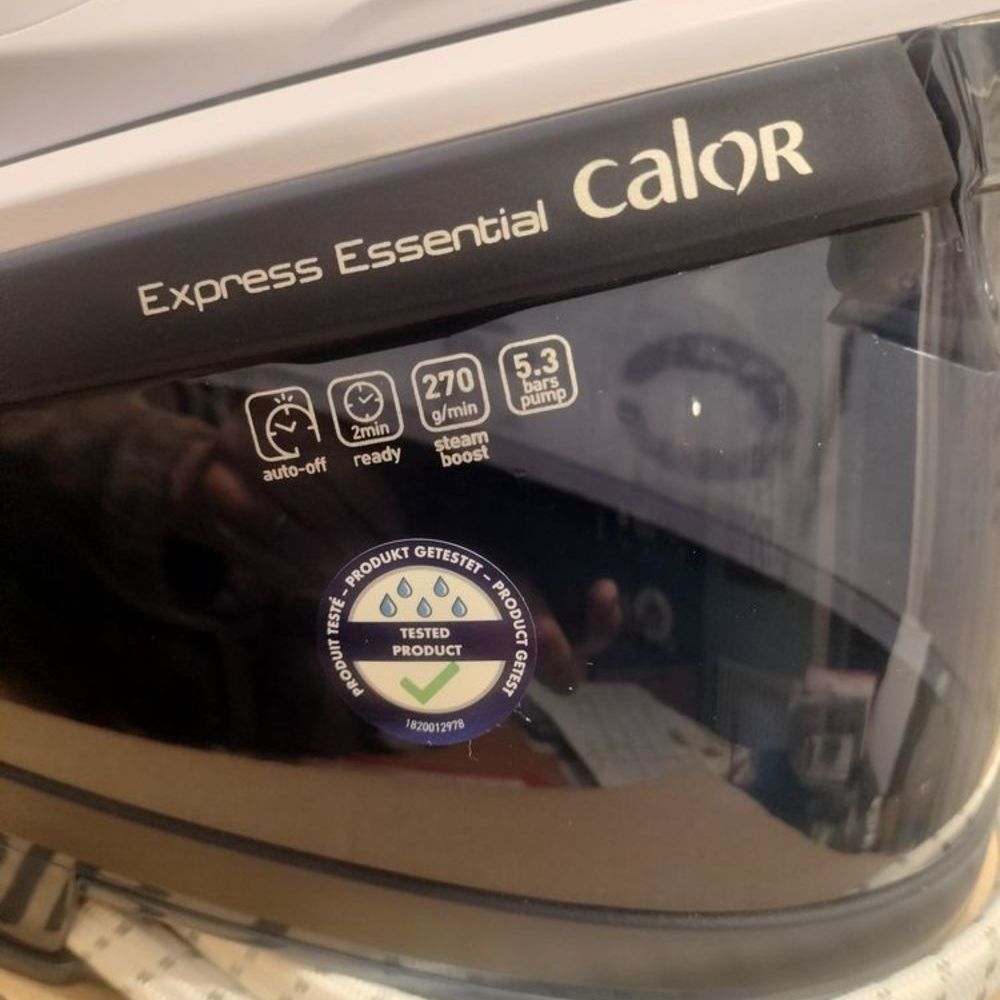 calor
Express Essential
auto-off
2min
ready
270
g/min
steam
boost
5.3
bars
pump
PRODUIT TESTÉ – PRODUKT GETESTET – PRODUCT GETEST
TESTED
PRODUCT
1820012978